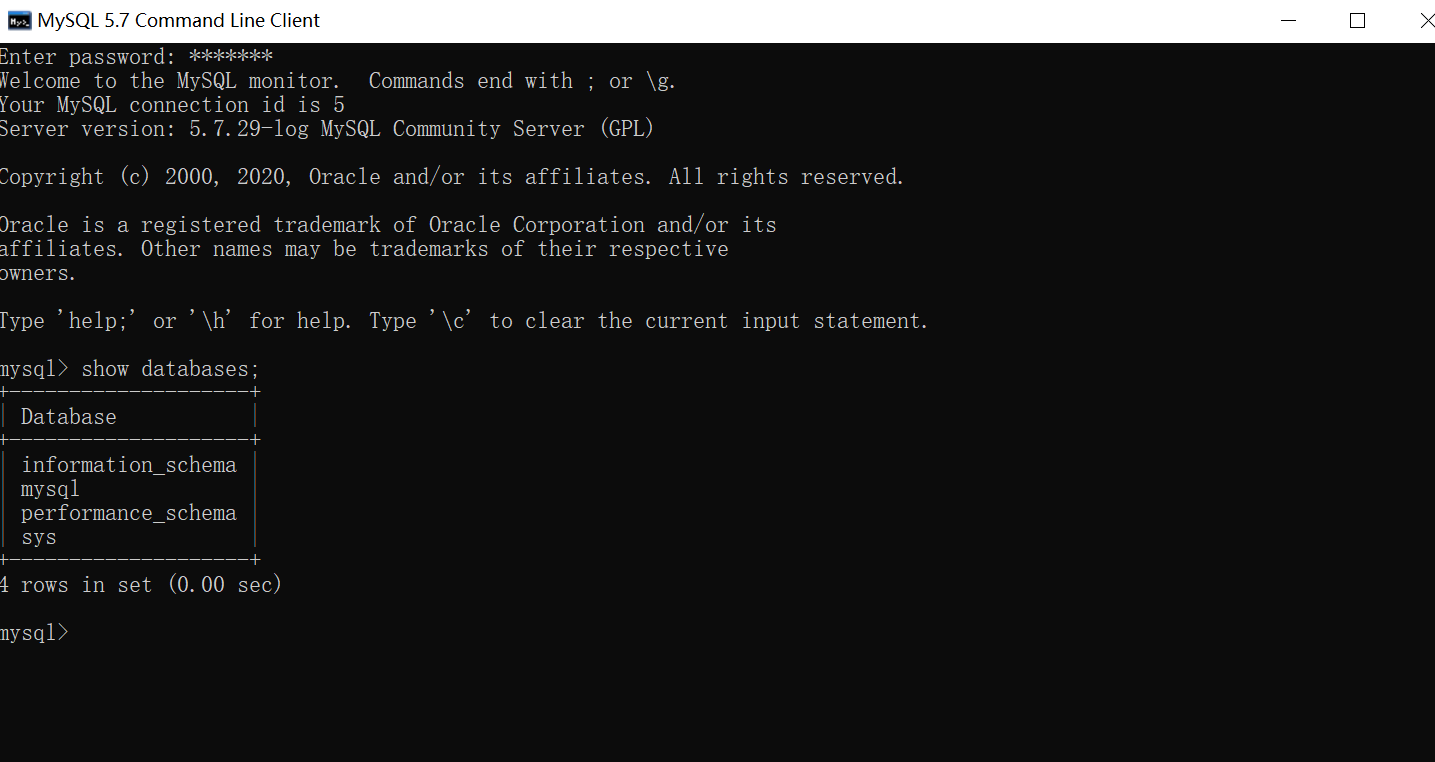 MySQL 5.7 Command Line Client
Enter password: *******
Welcome to the MySQL monitor.  Commands end with ; or \g.
Your MySQL connection id is 5
Server version: 5.7.29-log MySQL Community Server (GPL)
Copyright (c) 2000, 2020, Oracle and/or its affiliates. All rights reserved.
Oracle is a registered trademark of Oracle Corporation and/or its
affiliates. Other names may be trademarks of their respective
owners.
Type 'help;' or '\h' for help. Type '\c' to clear the current input statement.
mysql> show databases;
+--------------------+
| Database           |
+--------------------+
| information_schema |
| mysql              |
| performance_schema |
| sys                |
+--------------------+
4 rows in set (0.00 sec)
mysql>